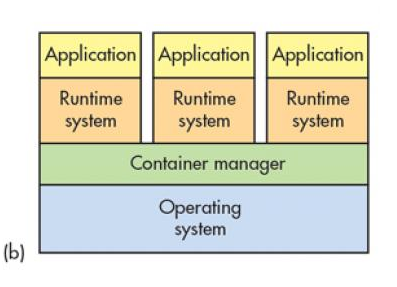 Application Application Application
Runtime Runtime Runtime
system system system
Container manager
Operating
system
(b)